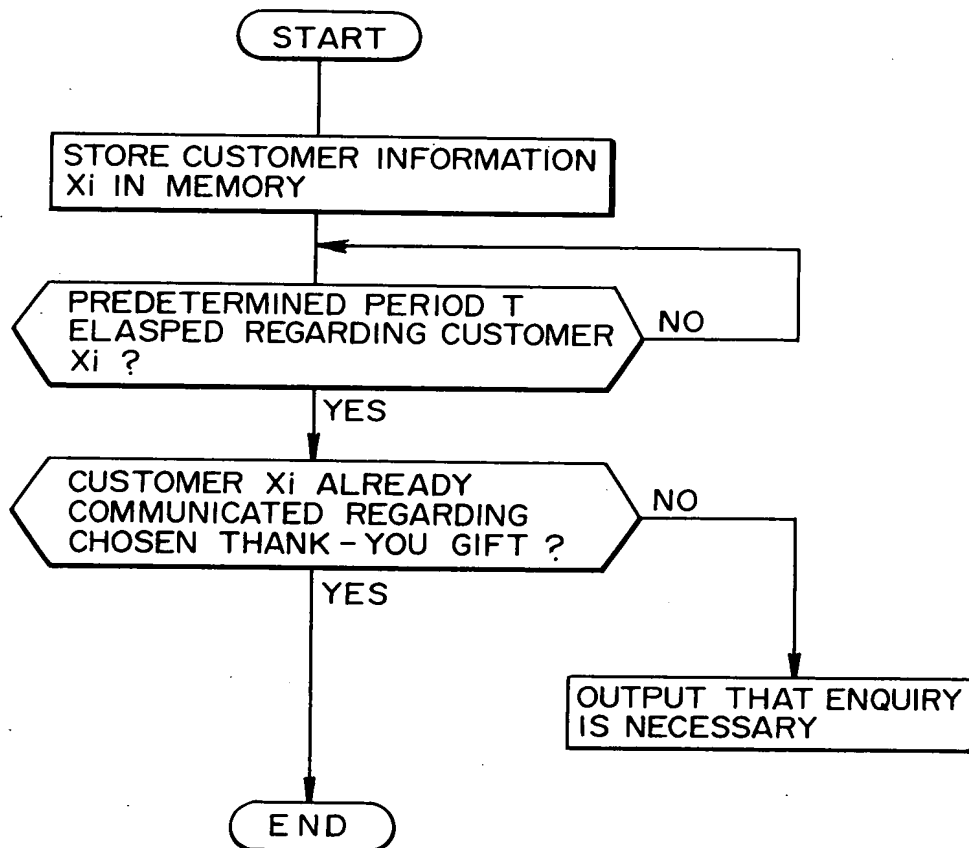 START
STORE CUSTOMER INFORMATION
Xi IN MEMORY
PREDETERMINED PERIOD T
ELASPED REGARDING CUSTOMER
Xi ?
NO
YES
CUSTOMER Xi ALREADY
COMMUNICATED REGARDING
CHOSEN THANK-YOU GIFT ?
NO
YES
OUTPUT THAT ENQUIRY
IS NECESSARY
END